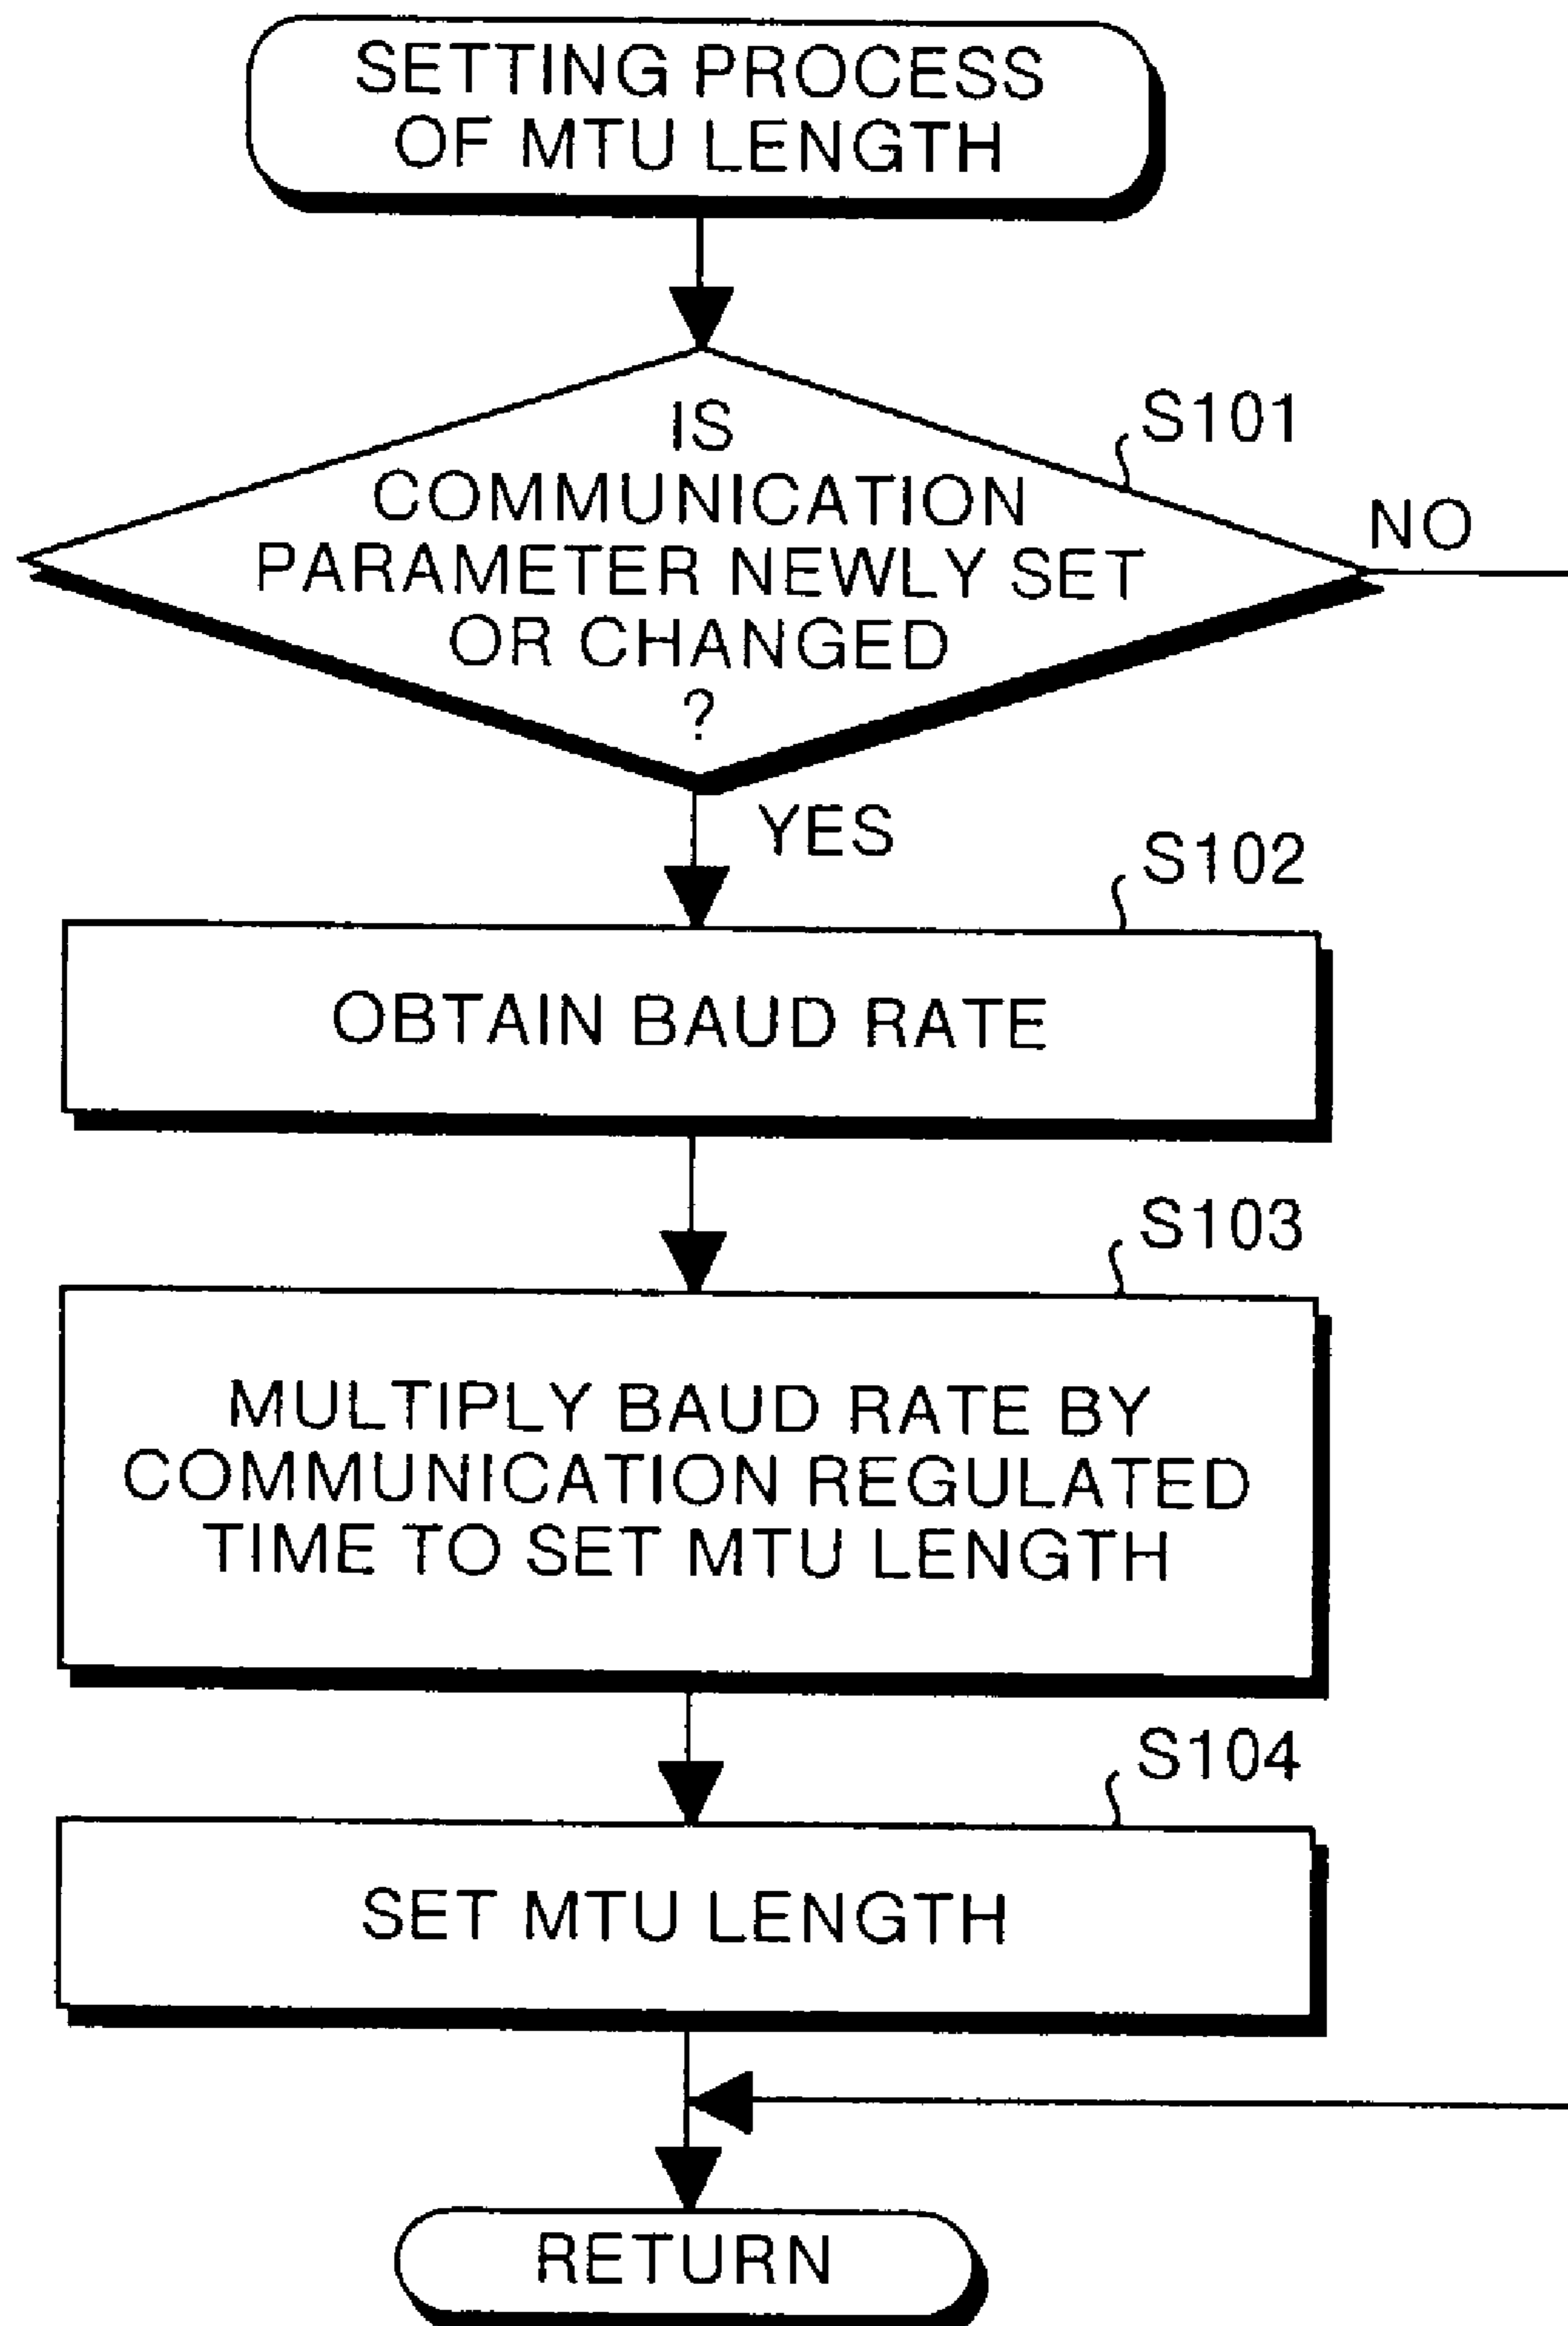 SETTING PROCESS
OF MTU LENGTH
S101
IS
COMMUNICATION
PARAMETER NEWLY SET
OR CHANGED
?
NO
YES
S102
OBTAIN BAUD RATE
S103
MULTIPLY BAUD RATE BY
COMMUNICATION REGULATED
TIME TO SET MTU LENGTH
S104
SET MTU LENGTH
RETURN